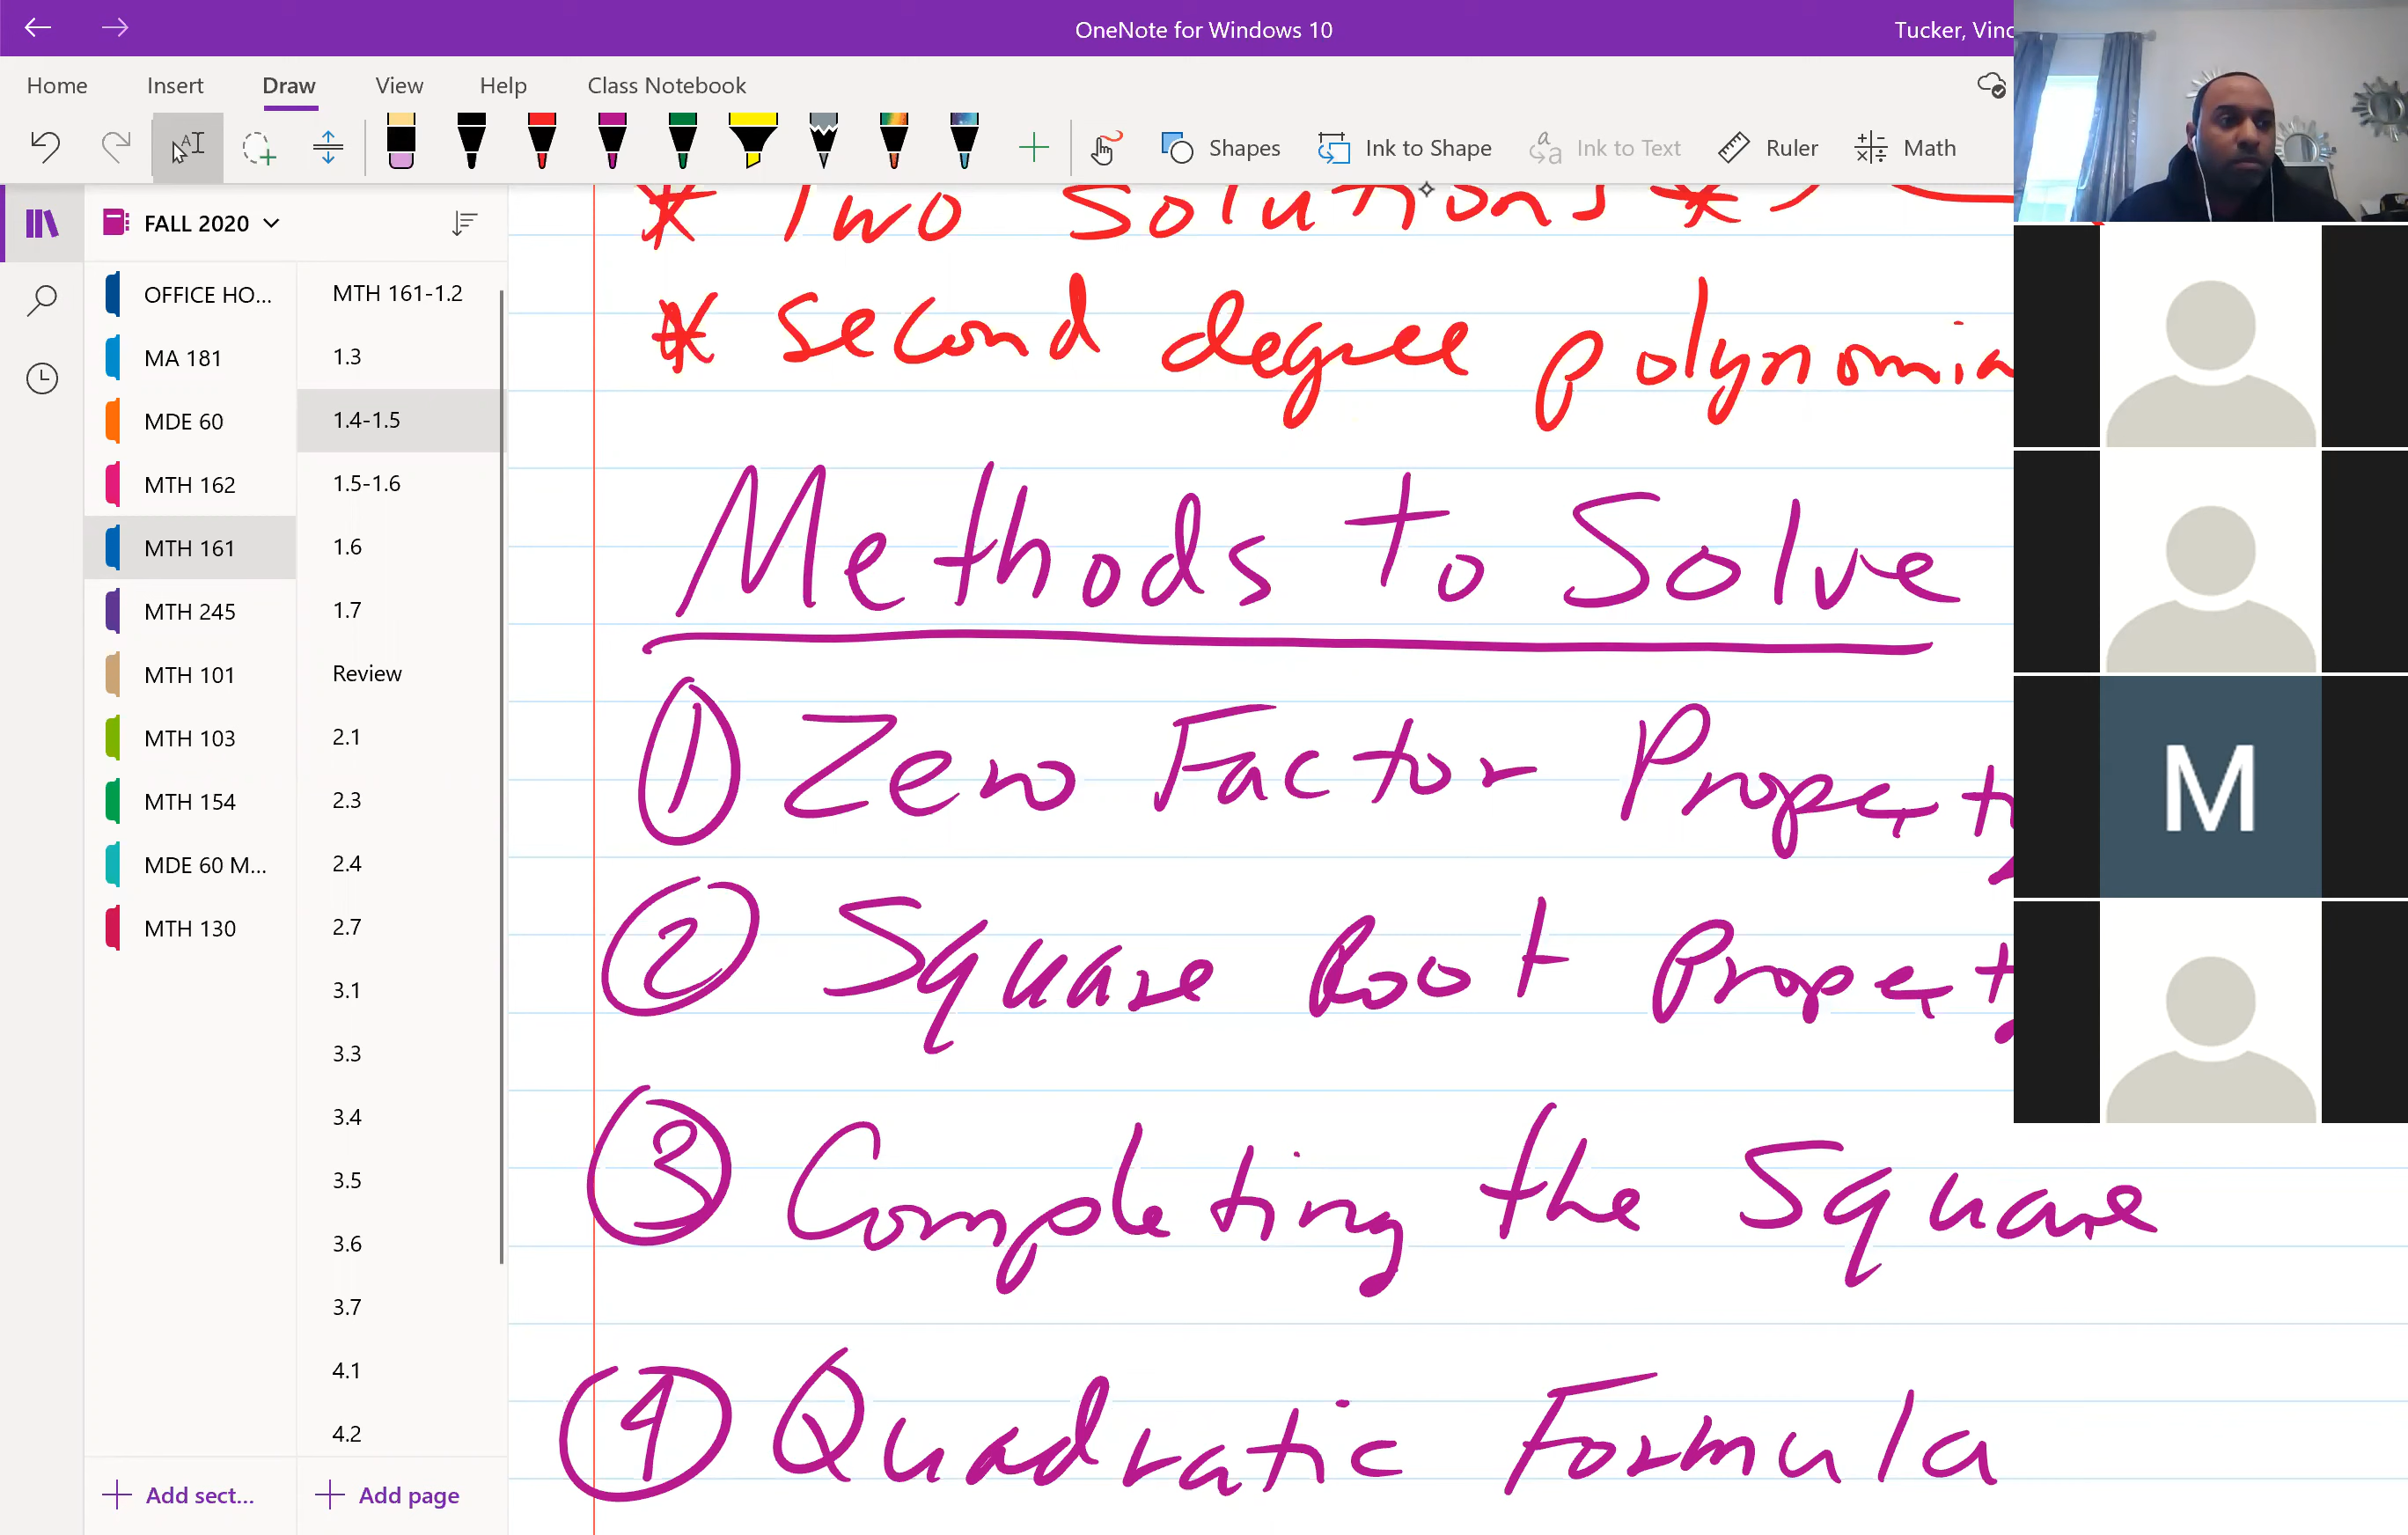 OneNote for Windows 10
Tucker, Vinc
Home Insert Draw View Help Class Notebook
Shapes Ink to Shape Ink to Text Ruler Math
FALL 2020
OFFICE HO...
MA 181
MDE 60
MTH 162
MTH 161
MTH 245
MTH 101
MTH 103
MTH 154
MDE 60 M...
MTH 130
Add sect...
MTH 161-1.2
1.3
1.4-1.5
1.5-1.6
1.6
1.7
Review
2.1
2.3
2.4
2.7
3.1
3.3
3.4
3.5
3.6
3.7
4.1
4.2
Add page
* Two Solutions *
* Second degree polynomia
Methods to Solve
① Zero Factor Property
② Square Root Property
③ Completing the Square
④ Quadratic Formula
M